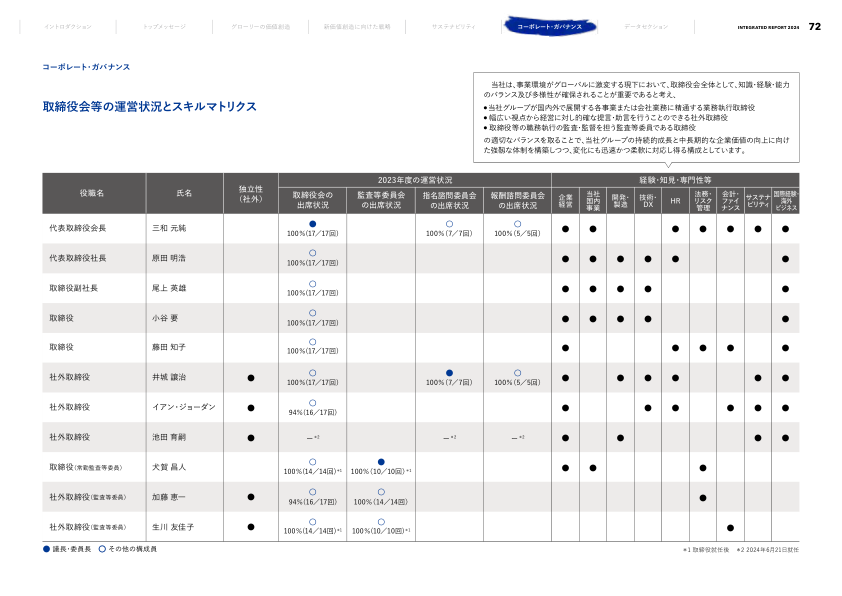 イントロダクション トップメッセージ グローリーの価値創造 新価値創造に向けた戦略 サステナビリティ コーポレート・ガバナンス データセクション INTEGRATED REPORT 2024 72
コーポレート・ガバナンス
取締役会等の運営状況とスキルマトリクス
当社は、事業環境がグローバルに激変する現下において、取締役会全体として、知識・経験・能力
のバランス及び多様性が確保されることが重要であると考え、
●当社グループが国内外で展開する各事業または会社業務に精通する業務執行取締役
●幅広い視点から経営に対し的確な提言・助言を行うことのできる社外取締役
●取締役等の職務執行の監査・監督を担う監査等委員である取締役
の適切なバランスを取ることで、当社グループの持続的成長と中長期的な企業価値の向上に向け
た強靱な体制を構築しつつ、変化にも迅速かつ柔軟に対応し得る構成としています。
役職名 氏名 独立性(社外) 2023年度の運営状況 経験・知見・専門性等
取締役会の出席状況 監査等委員会の出席状況 指名諮問委員会の出席状況 報酬諮問委員会の出席状況 企業経営 当社国内事業 開発・製造 技術・DX HR 法務・リスク管理 会計・ファイナンス サステナビリティ 国際経験・海外ビジネス
代表取締役会長 三和 元純 ● 100%(17/17回) ○ 100%(7/7回) ○ 100%(5/5回) ● ● ● ● ● ● ●
代表取締役社長 原田 明浩 ○ 100%(17/17回) ● ● ● ● ● ●
取締役副社長 尾上 英雄 ○ 100%(17/17回) ● ● ● ● ●
取締役 小谷 要 ○ 100%(17/17回) ● ● ● ● ●
取締役 藤田 知子 ○ 100%(17/17回) ● ● ● ● ●
社外取締役 井城 讓治 ● ○ 100%(17/17回) ● 100%(7/7回) ○ 100%(5/5回) ● ● ● ● ● ●
社外取締役 イアン・ジョーダン ● ○ 94%(16/17回) ● ● ● ● ● ●
社外取締役 池田 育嗣 ● ―*2 ―*2 ―*2 ● ● ● ●
取締役(常勤監査等委員) 犬賀 昌人 ○ 100%(14/14回)*1 ● 100%(10/10回)*1 ● ● ●
社外取締役(監査等委員) 加藤 恵一 ● ○ 94%(16/17回) ○ 100%(14/14回) ●
社外取締役(監査等委員) 生川 友佳子 ● ○ 100%(14/14回)*1 ○ 100%(10/10回)*1 ●
● 議長・委員長 ○ その他の構成員 *1 取締役就任後 *2 2024年6月21日就任